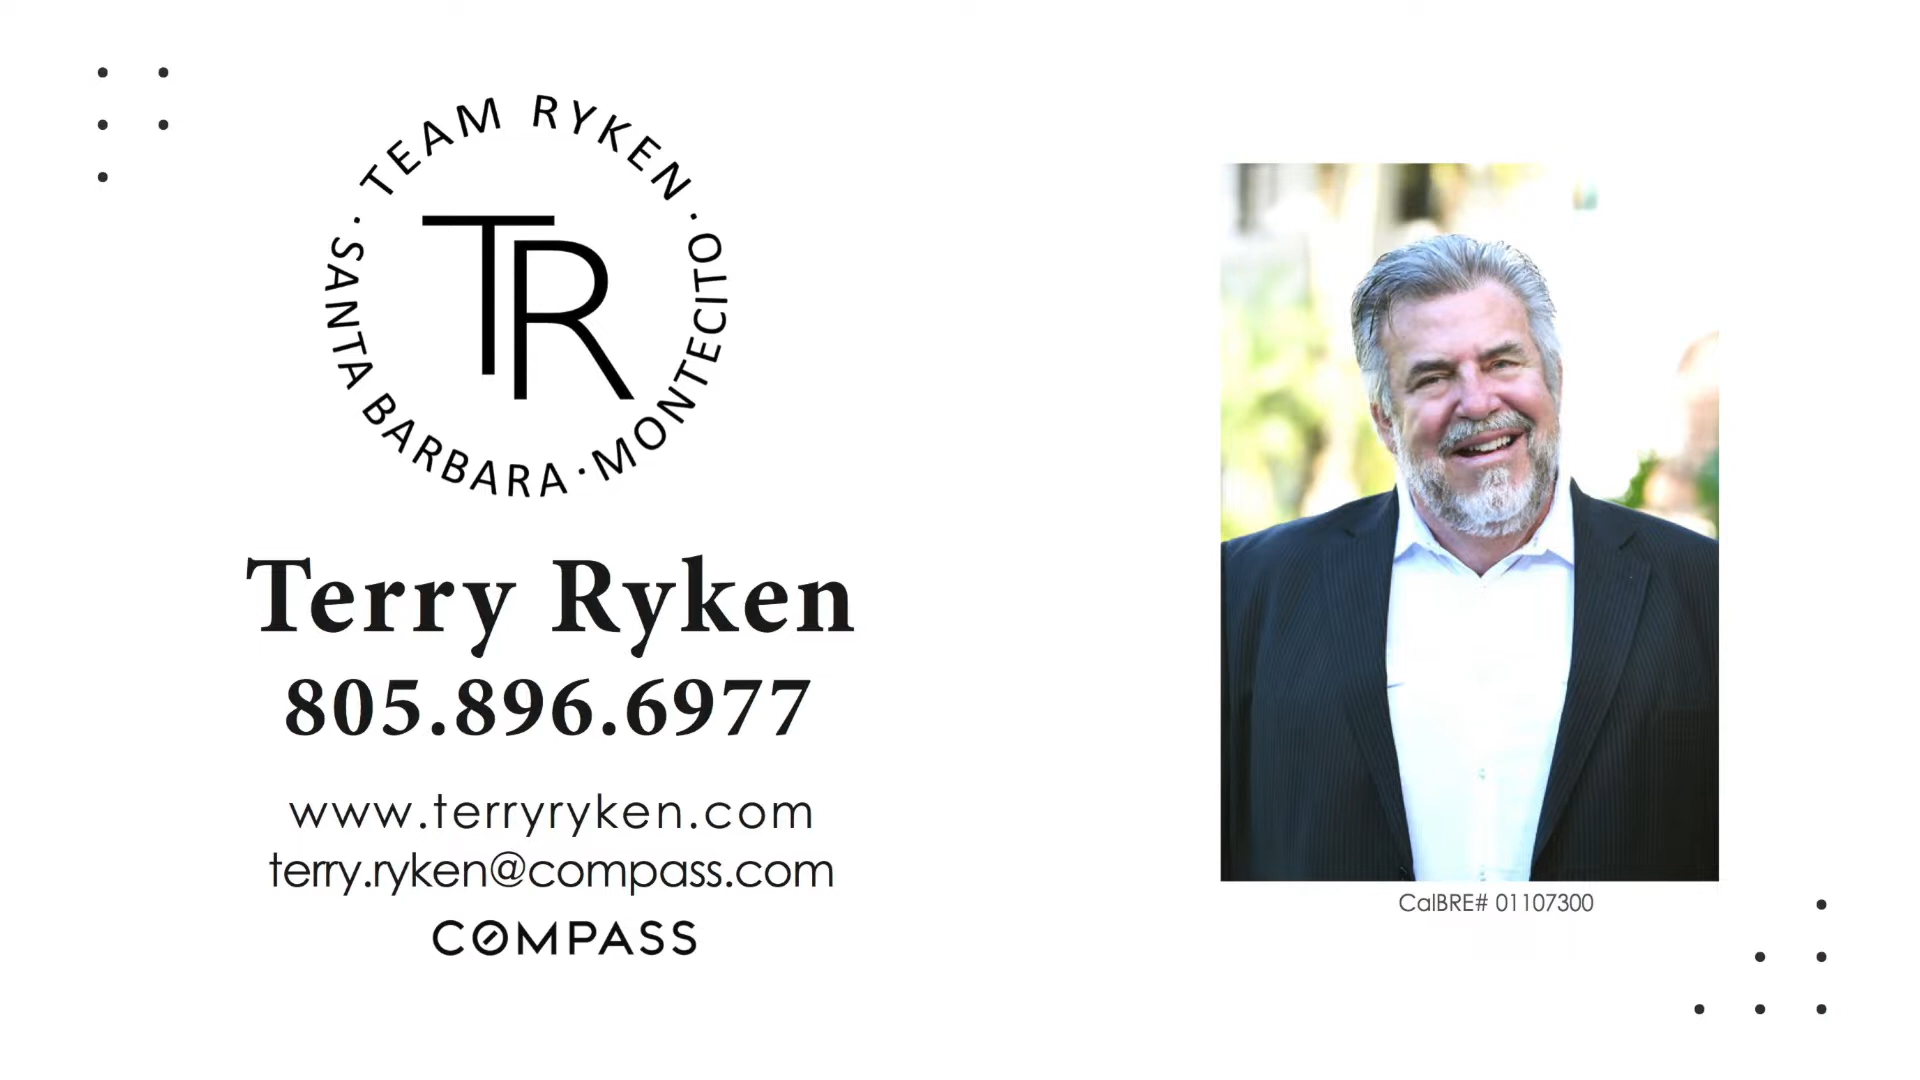 · TEAM RYKEN ·
SANTA BARBARA · MONTECITO
TR
Terry Ryken
805.896.6977
www.terryryken.com
terry.ryken@compass.com
COMPASS
CalBRE# 01107300